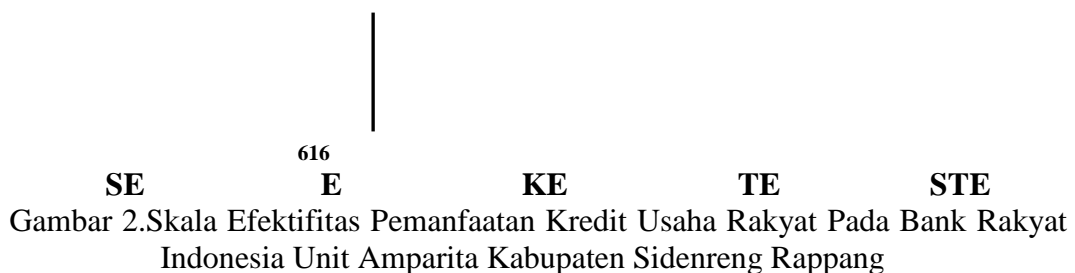 616
SE E KE TE STE
Gambar 2.Skala Efektifitas Pemanfaatan Kredit Usaha Rakyat Pada Bank Rakyat
Indonesia Unit Amparita Kabupaten Sidenreng Rappang